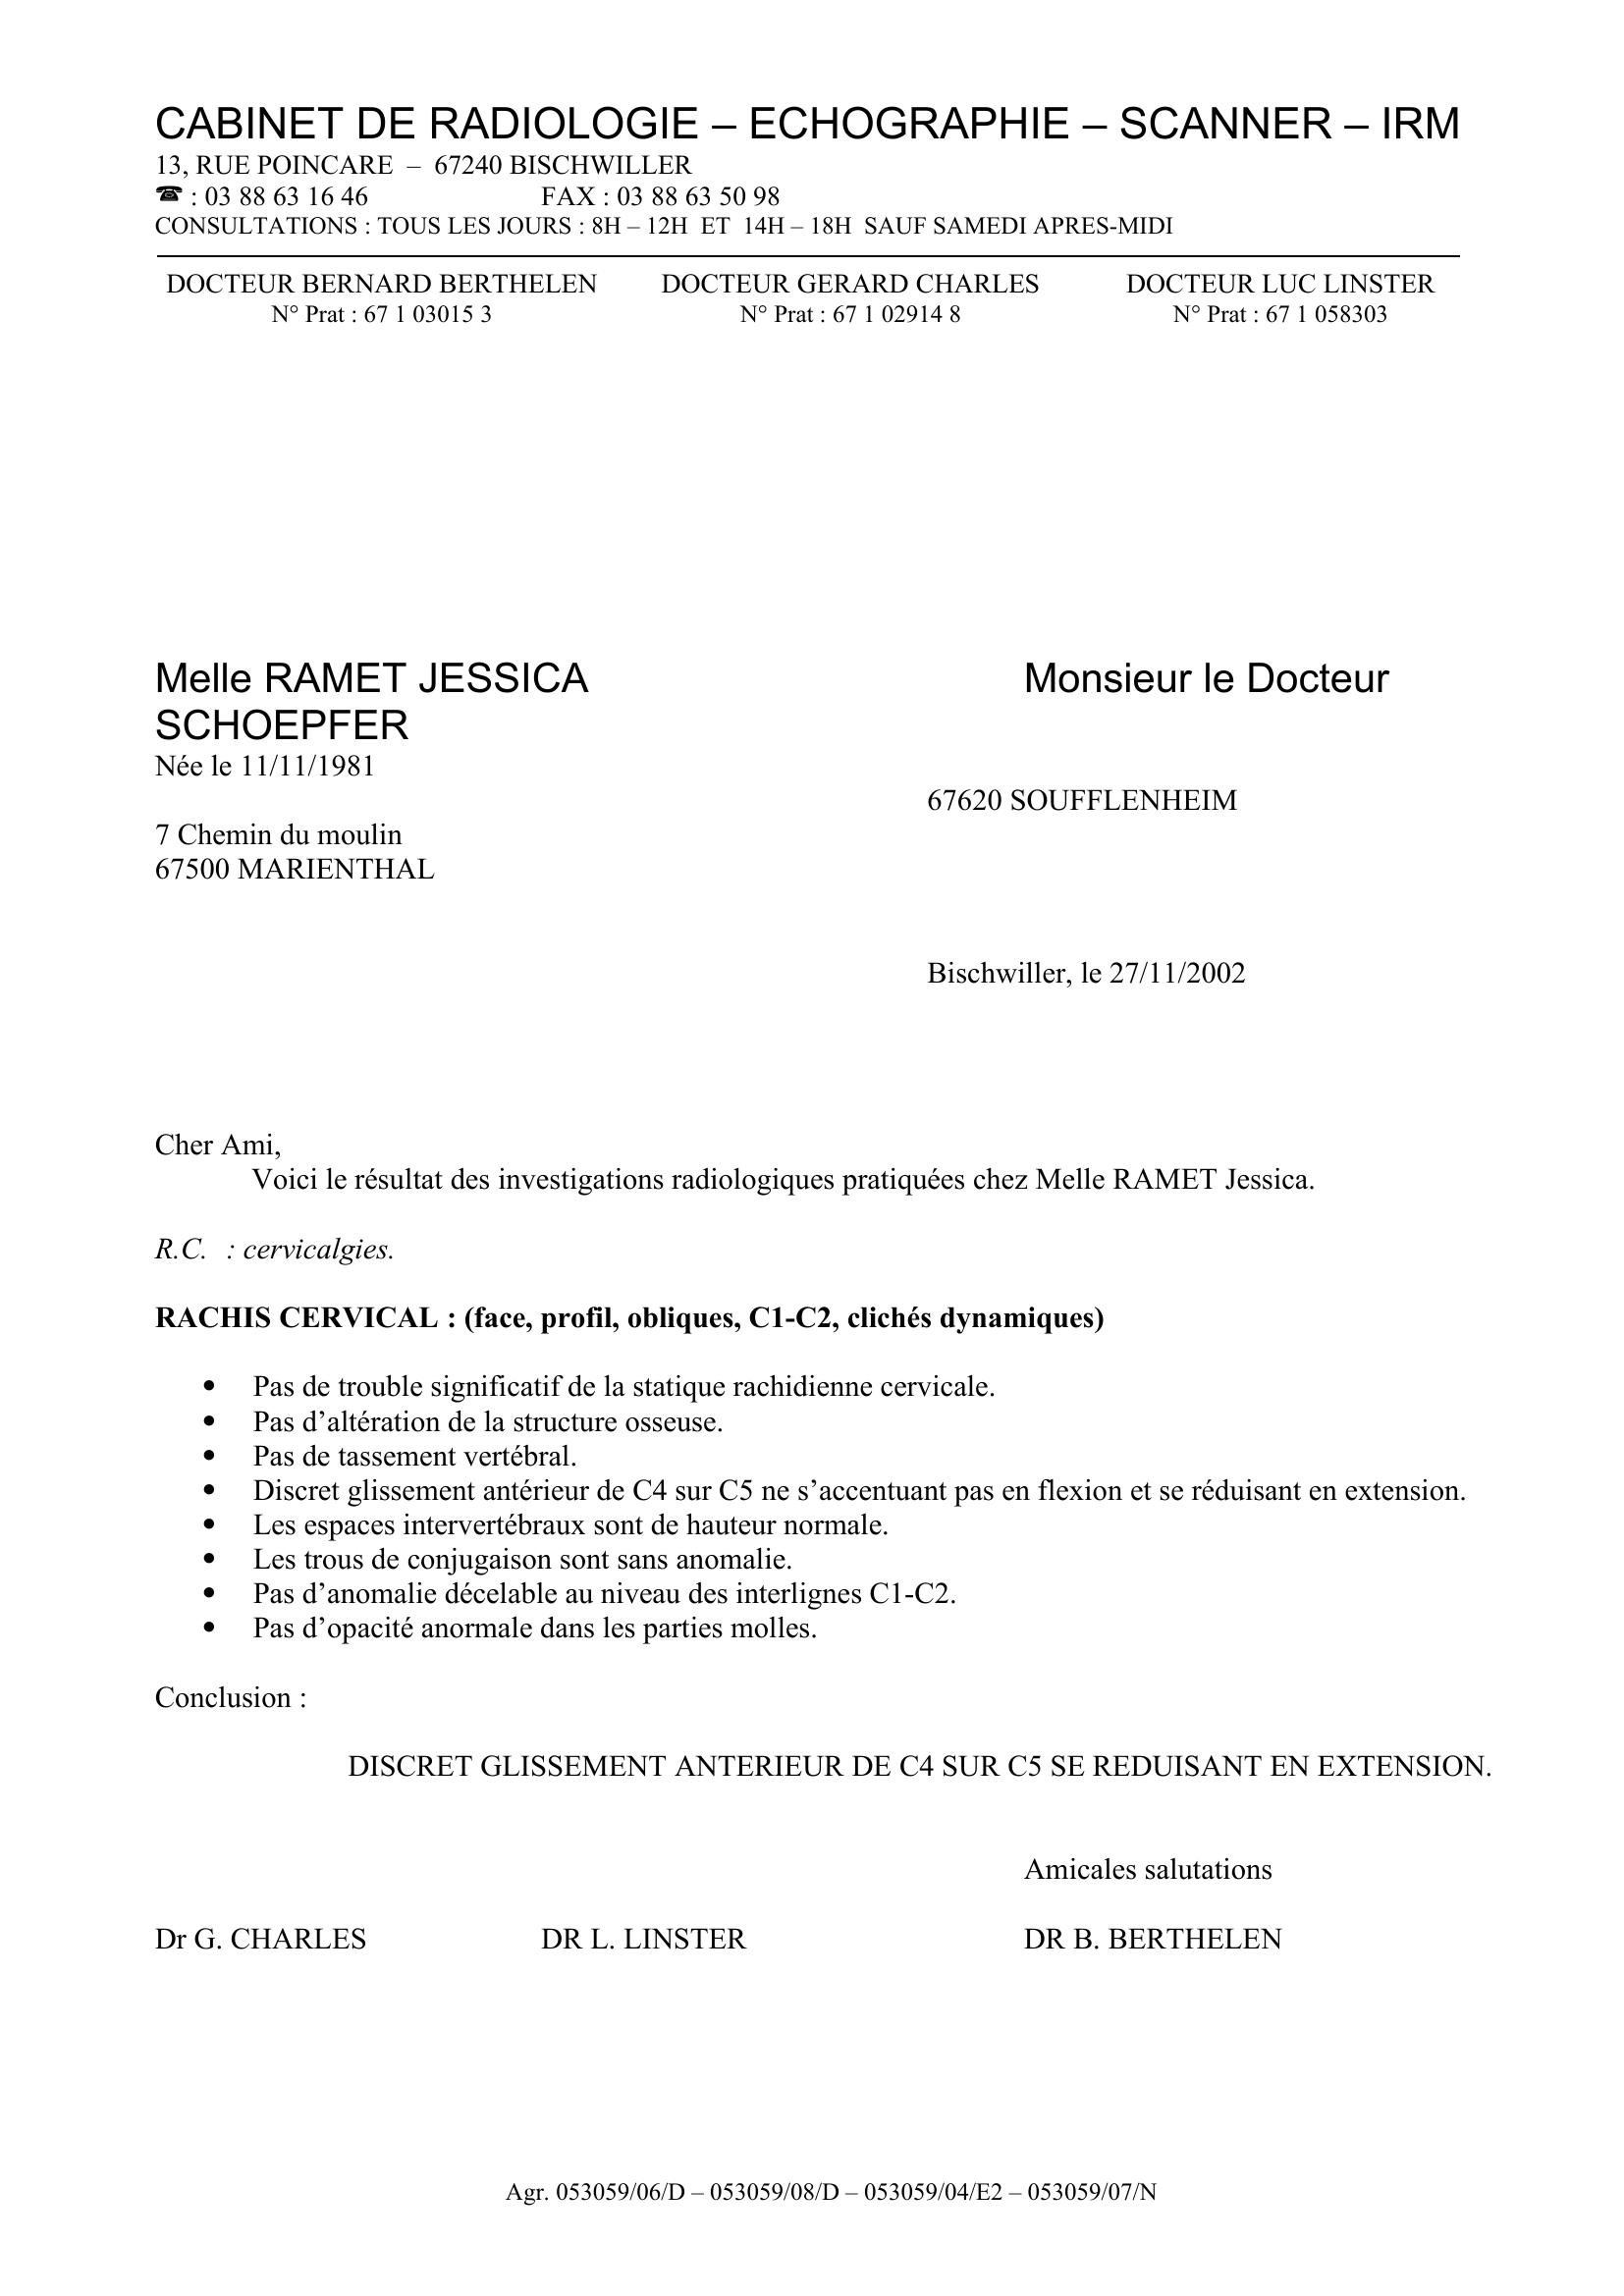 CABINET DE RADIOLOGIE – ECHOGRAPHIE – SCANNER – IRM
13, RUE POINCARE – 67240 BISCHWILLER
☎ : 03 88 63 16 46 FAX : 03 88 63 50 98
CONSULTATIONS : TOUS LES JOURS : 8H – 12H ET 14H – 18H SAUF SAMEDI APRES-MIDI
DOCTEUR BERNARD BERTHELEN DOCTEUR GERARD CHARLES DOCTEUR LUC LINSTER
N° Prat : 67 1 03015 3 N° Prat : 67 1 02914 8 N° Prat : 67 1 058303
Melle RAMET JESSICA Monsieur le Docteur
SCHOEPFER
Née le 11/11/1981
67620 SOUFFLENHEIM
7 Chemin du moulin
67500 MARIENTHAL
Bischwiller, le 27/11/2002
Cher Ami,
Voici le résultat des investigations radiologiques pratiquées chez Melle RAMET Jessica.
R.C. : cervicalgies.
RACHIS CERVICAL : (face, profil, obliques, C1-C2, clichés dynamiques)
• Pas de trouble significatif de la statique rachidienne cervicale.
• Pas d’altération de la structure osseuse.
• Pas de tassement vertébral.
• Discret glissement antérieur de C4 sur C5 ne s’accentuant pas en flexion et se réduisant en extension.
• Les espaces intervertébraux sont de hauteur normale.
• Les trous de conjugaison sont sans anomalie.
• Pas d’anomalie décelable au niveau des interlignes C1-C2.
• Pas d’opacité anormale dans les parties molles.
Conclusion :
DISCRET GLISSEMENT ANTERIEUR DE C4 SUR C5 SE REDUISANT EN EXTENSION.
Amicales salutations
Dr G. CHARLES DR L. LINSTER DR B. BERTHELEN
Agr. 053059/06/D – 053059/08/D – 053059/04/E2 – 053059/07/N